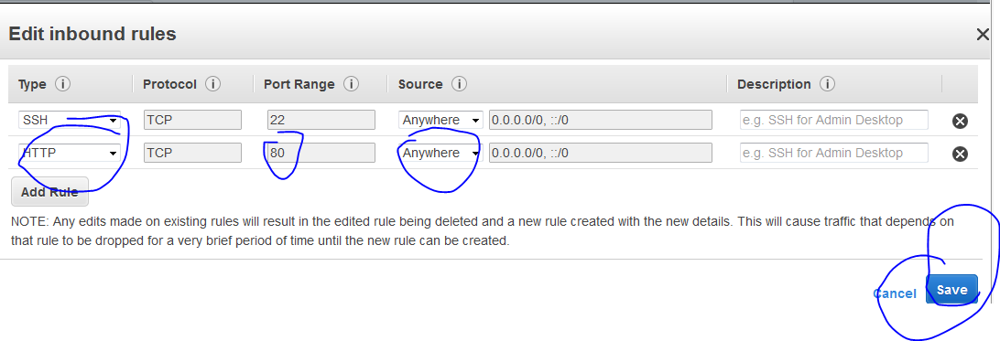 Edit inbound rules
Type Protocol Port Range Source Description
SSH TCP 22 Anywhere 0.0.0.0/0, ::/0 e.g. SSH for Admin Desktop
HTTP TCP 80 Anywhere 0.0.0.0/0, ::/0 e.g. SSH for Admin Desktop
Add Rule
NOTE: Any edits made on existing rules will result in the edited rule being deleted and a new rule created with the new details. This will cause traffic that depends on
that rule to be dropped for a very brief period of time until the new rule can be created.
Cancel Save